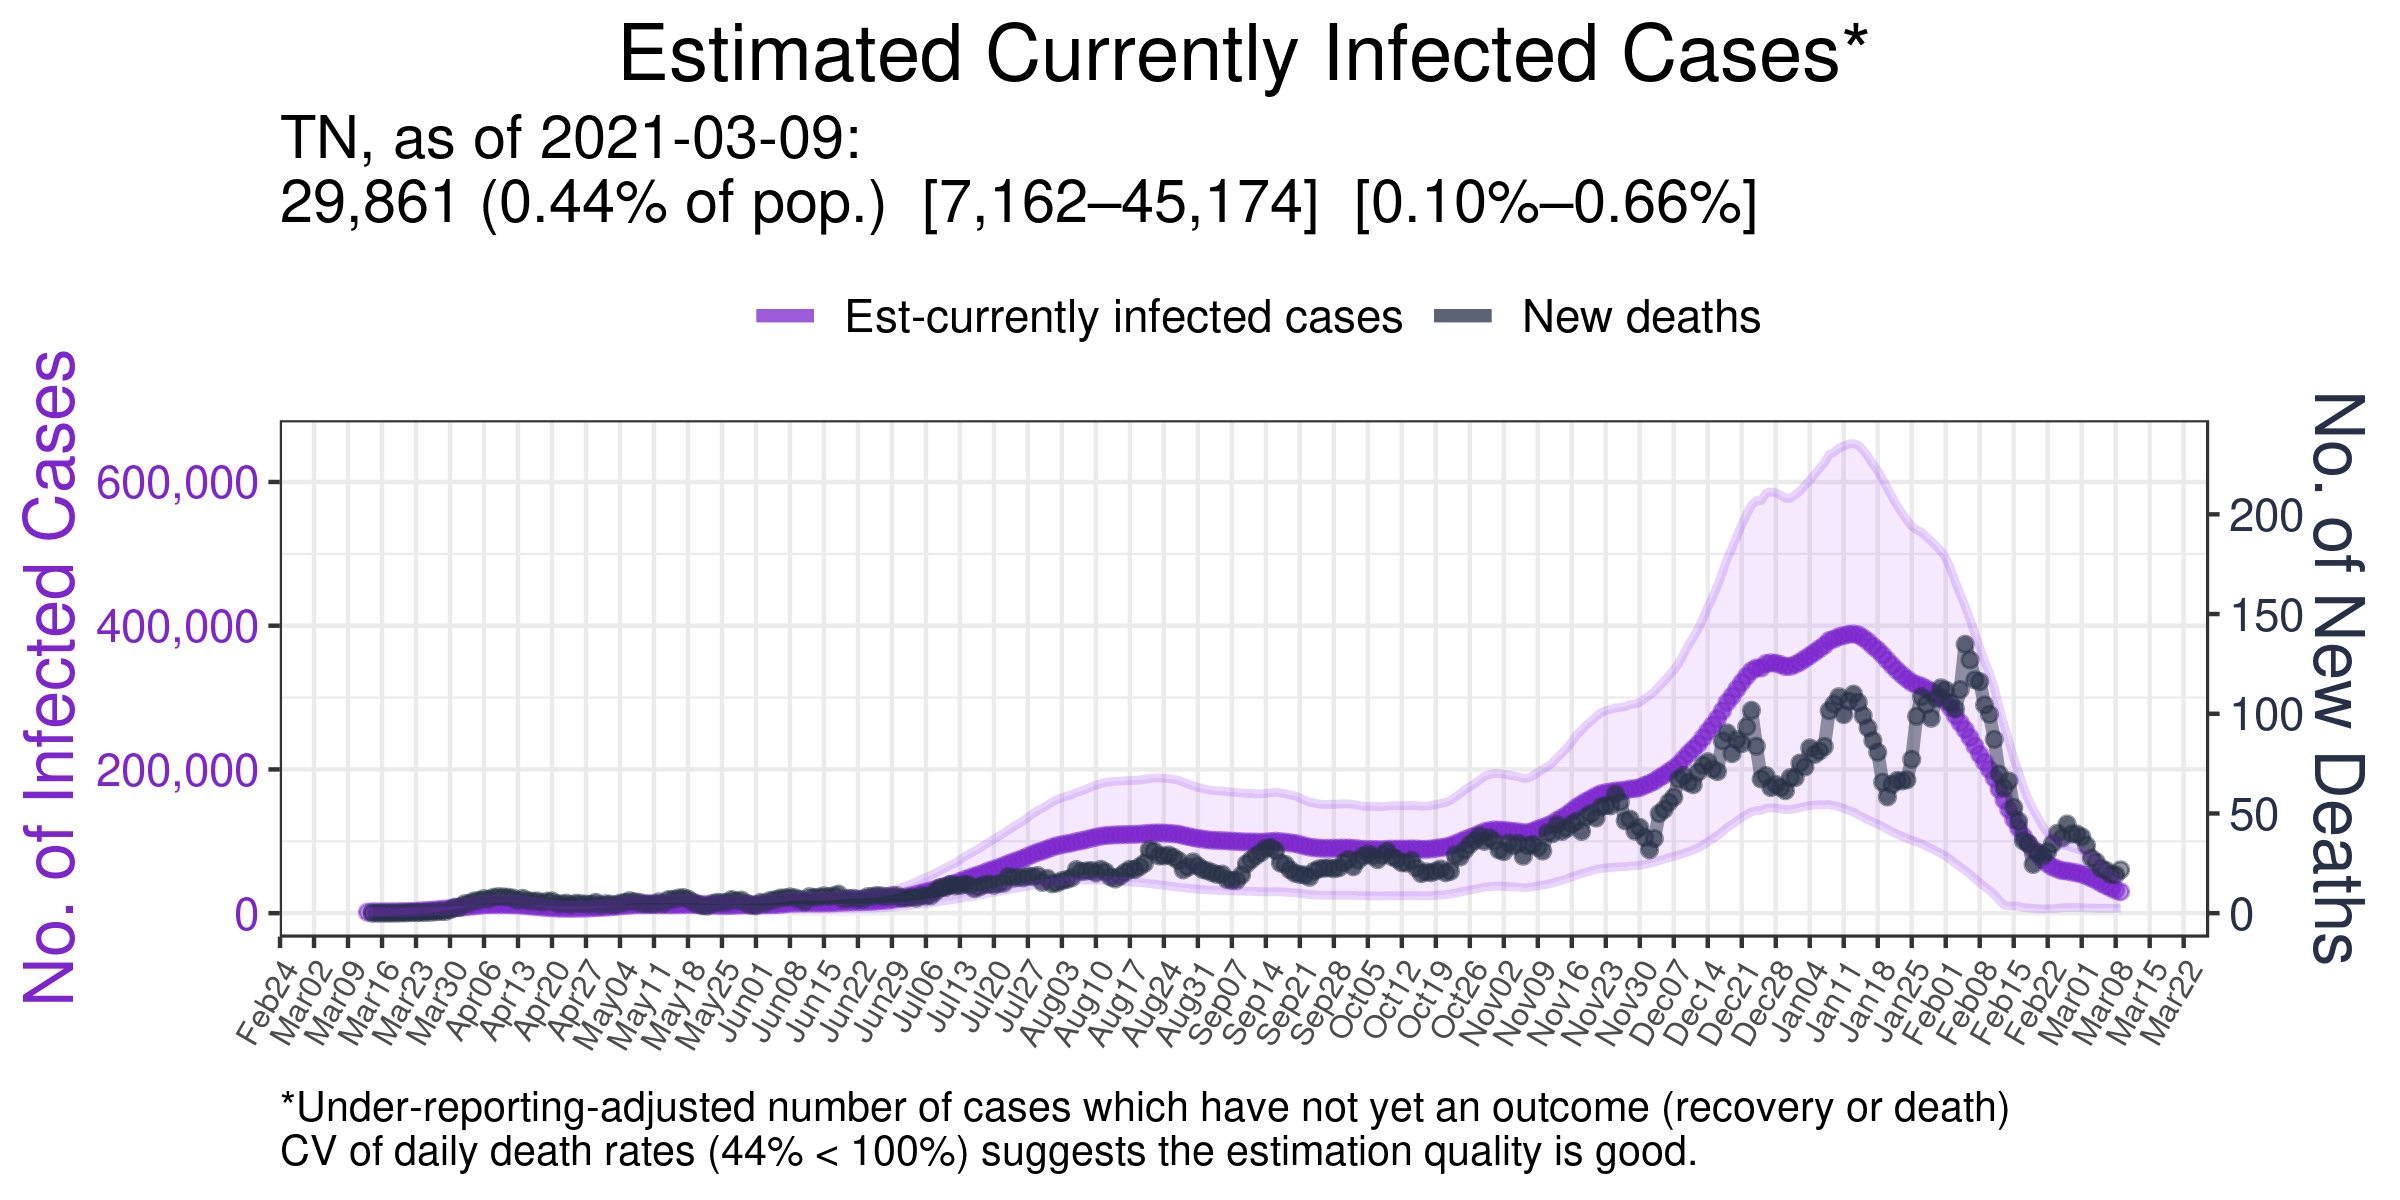 Estimated Currently Infected Cases*
TN, as of 2021-03-09:
29,861 (0.44% of pop.) [7,162–45,174] [0.10%–0.66%]
Est-currently infected cases
New deaths
No. of Infected Cases
600,000
400,000
200,000
0
No. of New Deaths
200
150
100
50
0
Feb24
Mar02
Mar09
Mar16
Mar23
Mar30
Apr06
Apr13
Apr20
Apr27
May04
May11
May18
May25
Jun01
Jun08
Jun15
Jun22
Jun29
Jul06
Jul13
Jul20
Jul27
Aug03
Aug10
Aug17
Aug24
Aug31
Sep07
Sep14
Sep21
Sep28
Oct05
Oct12
Oct19
Oct26
Nov02
Nov09
Nov16
Nov23
Nov30
Dec07
Dec14
Dec21
Dec28
Jan04
Jan11
Jan18
Jan25
Feb01
Feb08
Feb15
Feb22
Mar01
Mar08
Mar15
Mar22
*Under-reporting-adjusted number of cases which have not yet an outcome (recovery or death)
CV of daily death rates (44% < 100%) suggests the estimation quality is good.